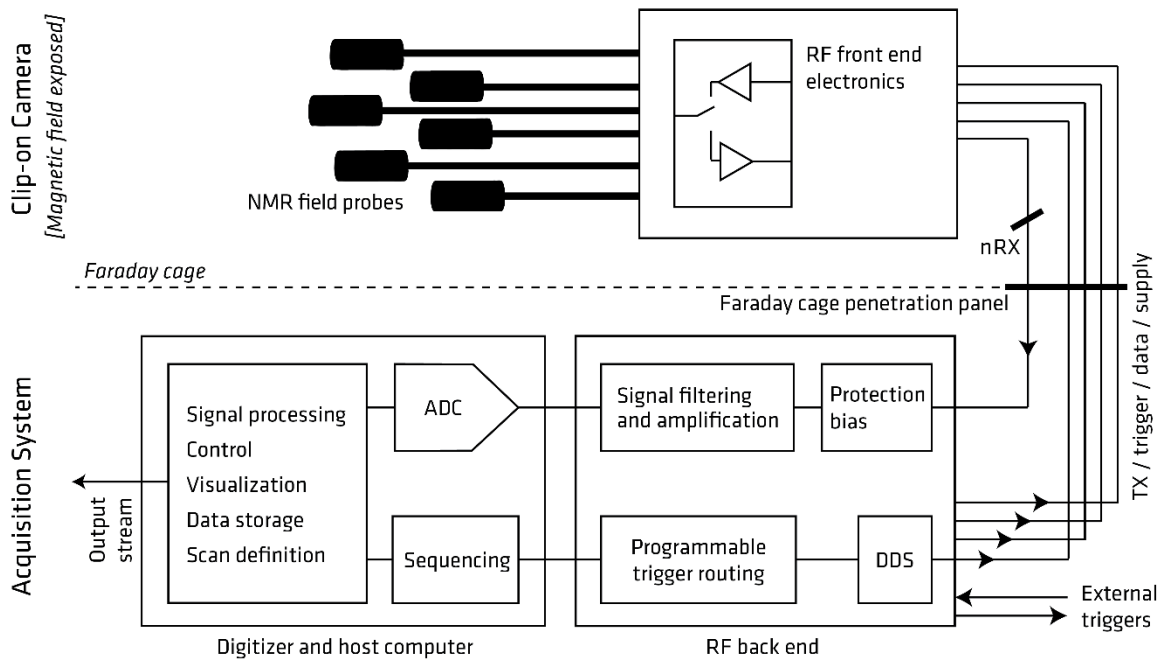 Clip-on Camera
[Magnetic field exposed]
RF front end
electronics
NMR field probes
nRX
Faraday cage
Faraday cage penetration panel
TX / trigger / data / supply
Acquisition System
Signal processing
Control
Visualization
Data storage
Scan definition
ADC
Signal filtering
and amplification
Protection
bias
Output
stream
Sequencing
Programmable
trigger routing
DDS
External
triggers
Digitizer and host computer
RF back end